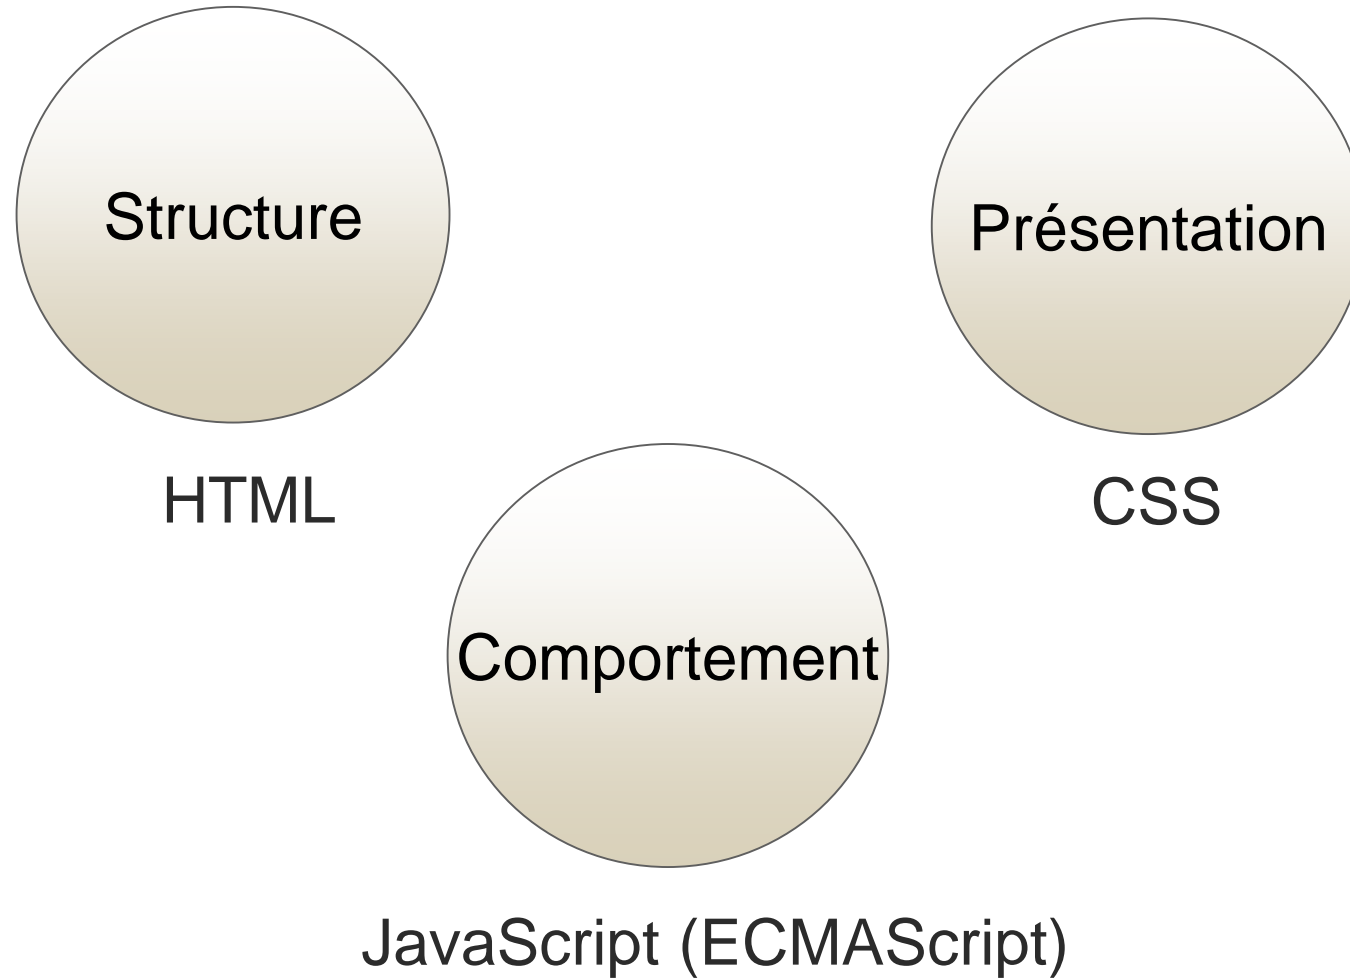 Structure
Présentation
HTML
CSS
Comportement
JavaScript (ECMAScript)